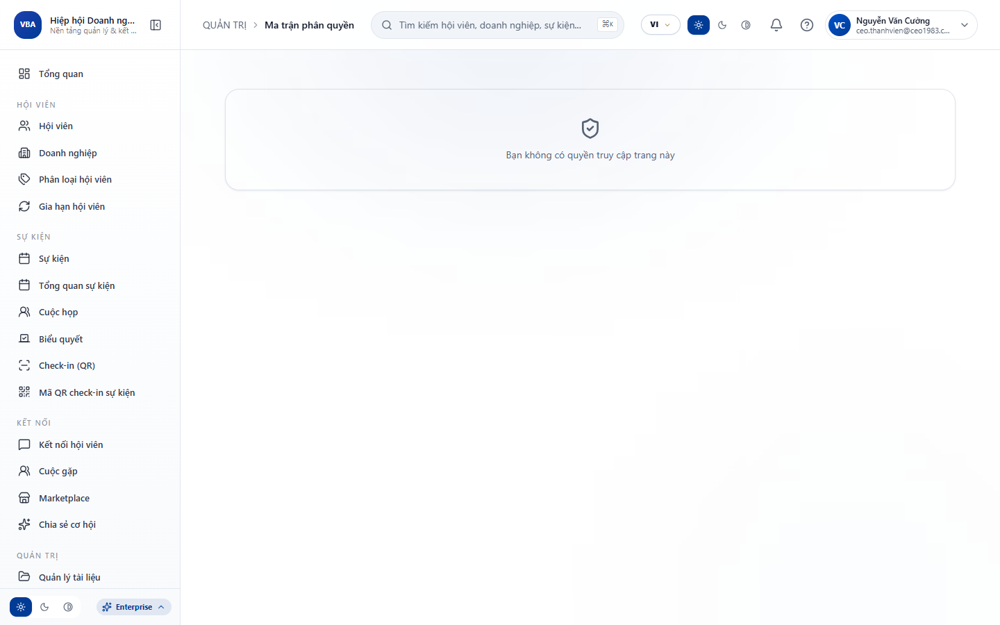 VBA
Hiệp hội Doanh ng...
Nền tảng quản lý & kết ...
QUẢN TRỊ
Ma trận phân quyền
Tìm kiếm hội viên, doanh nghiệp, sự kiện...
⌘K
VI
VC
Nguyễn Văn Cường
ceo.thanhvien@ceo1983.c...
Tổng quan
HỘI VIÊN
Hội viên
Doanh nghiệp
Phân loại hội viên
Gia hạn hội viên
SỰ KIỆN
Sự kiện
Tổng quan sự kiện
Cuộc họp
Biểu quyết
Check-in (QR)
Mã QR check-in sự kiện
KẾT NỐI
Kết nối hội viên
Cuộc gặp
Marketplace
Chia sẻ cơ hội
QUẢN TRỊ
Quản lý tài liệu
Enterprise
Bạn không có quyền truy cập trang này